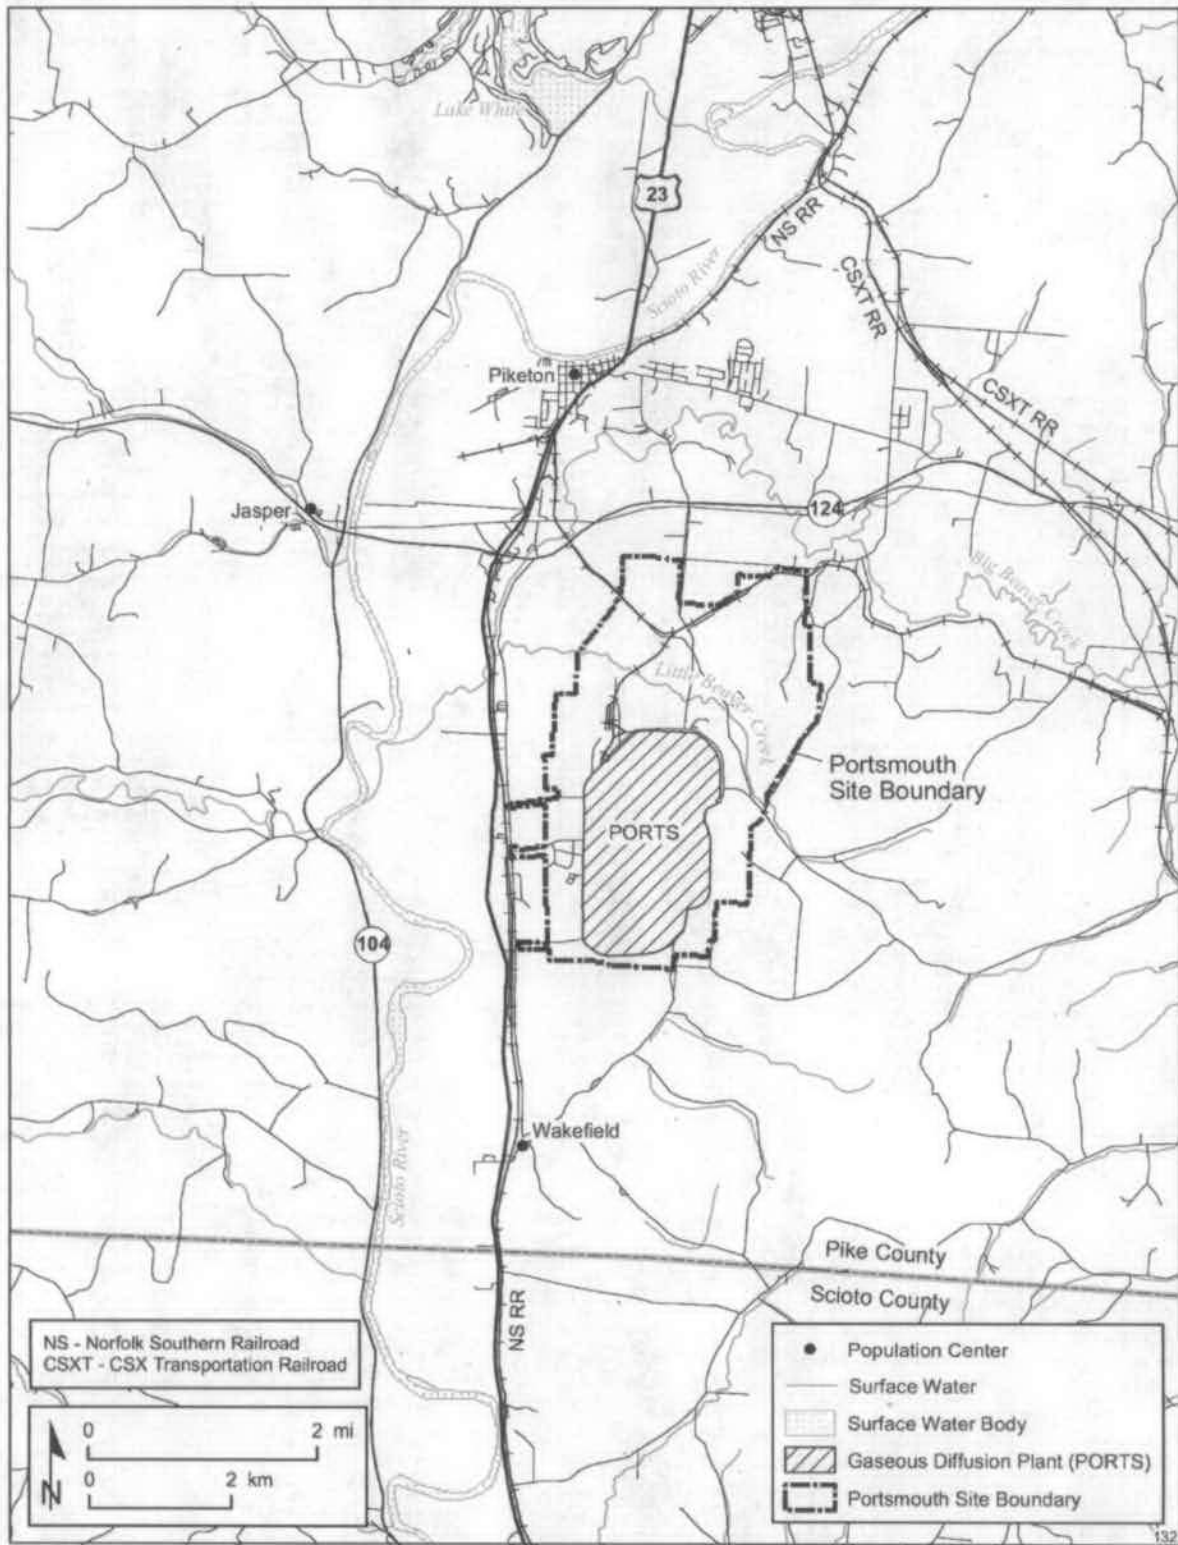 Lake White
23
NS RR
Scioto River
CSXT RR
Piketon
CSXT RR
Jasper
124
Big Beaver Creek
Little Beaver Creek
Portsmouth
Site Boundary
PORTS
104
Wakefield
Scioto River
Pike County
Scioto County
NS RR
NS - Norfolk Southern Railroad
CSXT - CSX Transportation Railroad
0 2 mi
0 2 km
N
Population Center
Surface Water
Surface Water Body
Gaseous Diffusion Plant (PORTS)
Portsmouth Site Boundary